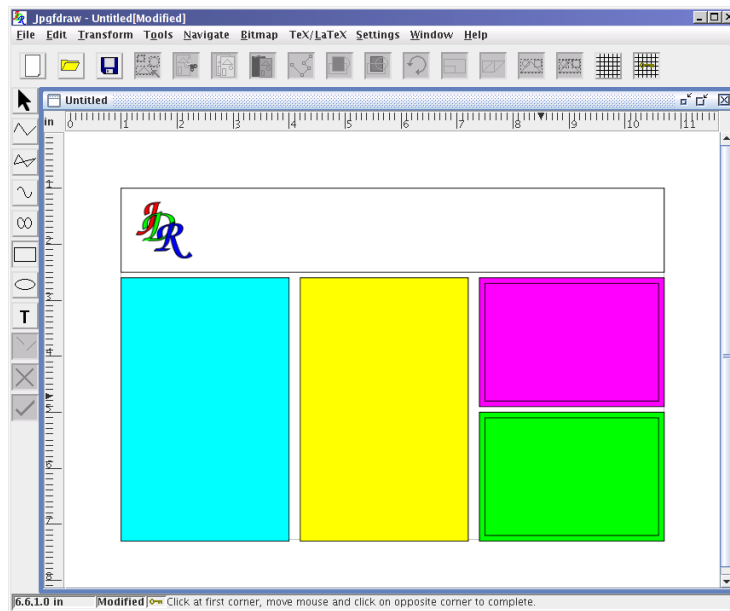 Jpgfdraw - Untitled[Modified]
File Edit Transform Tools Navigate Bitmap TeX/LaTeX Settings Window Help
Untitled
in 0 1 2 3 4 5 6 7 8 9 10 11
1
JDR
2
3
4
5
6
7
8
T
6.6,1.0 in Modified Click at first corner, move mouse and click on opposite corner to complete.